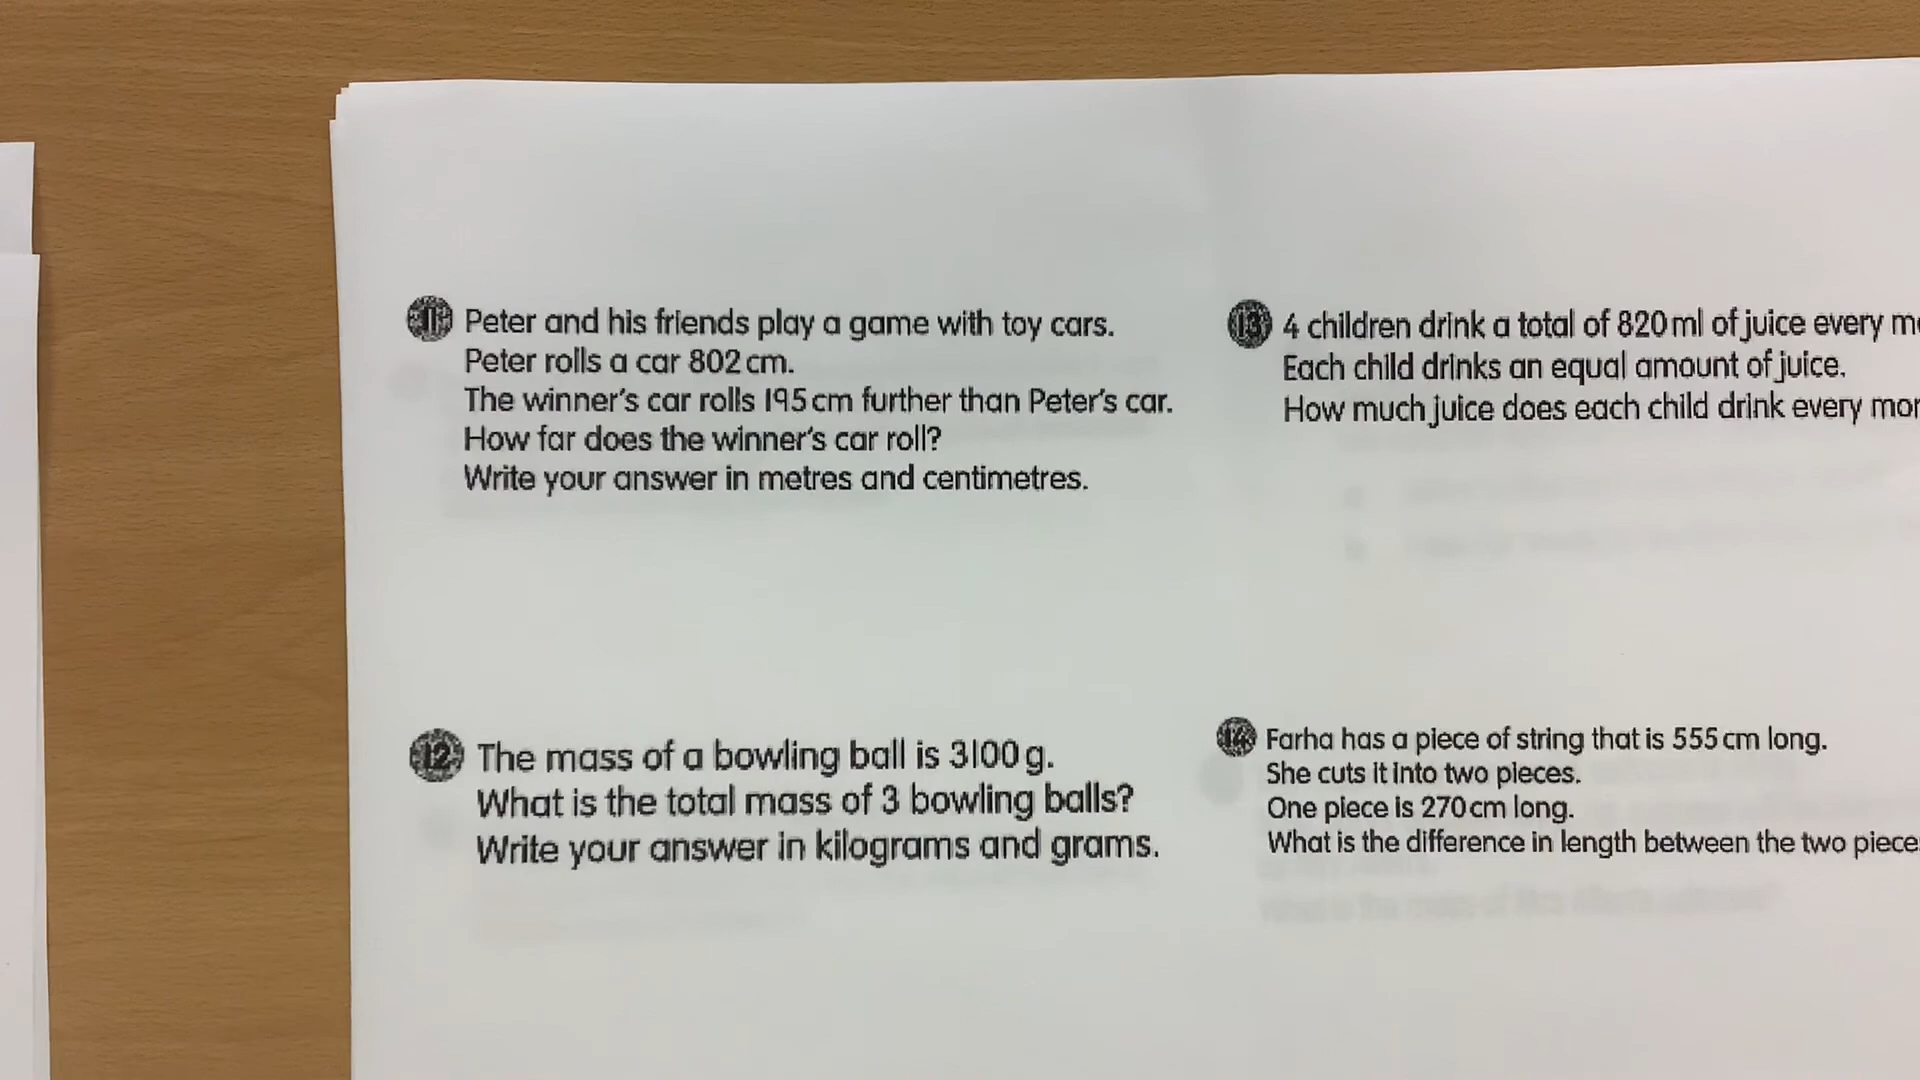 11 Peter and his friends play a game with toy cars.
Peter rolls a car 802 cm.
The winner's car rolls 195 cm further than Peter's car.
How far does the winner's car roll?
Write your answer in metres and centimetres.
12 The mass of a bowling ball is 3100 g.
What is the total mass of 3 bowling balls?
Write your answer in kilograms and grams.
13 4 children drink a total of 820 ml of juice every
Each child drinks an equal amount of juice.
How much juice does each child drink every
14 Farha has a piece of string that is 555 cm long.
She cuts it into two pieces.
One piece is 270 cm long.
What is the difference in length between the two